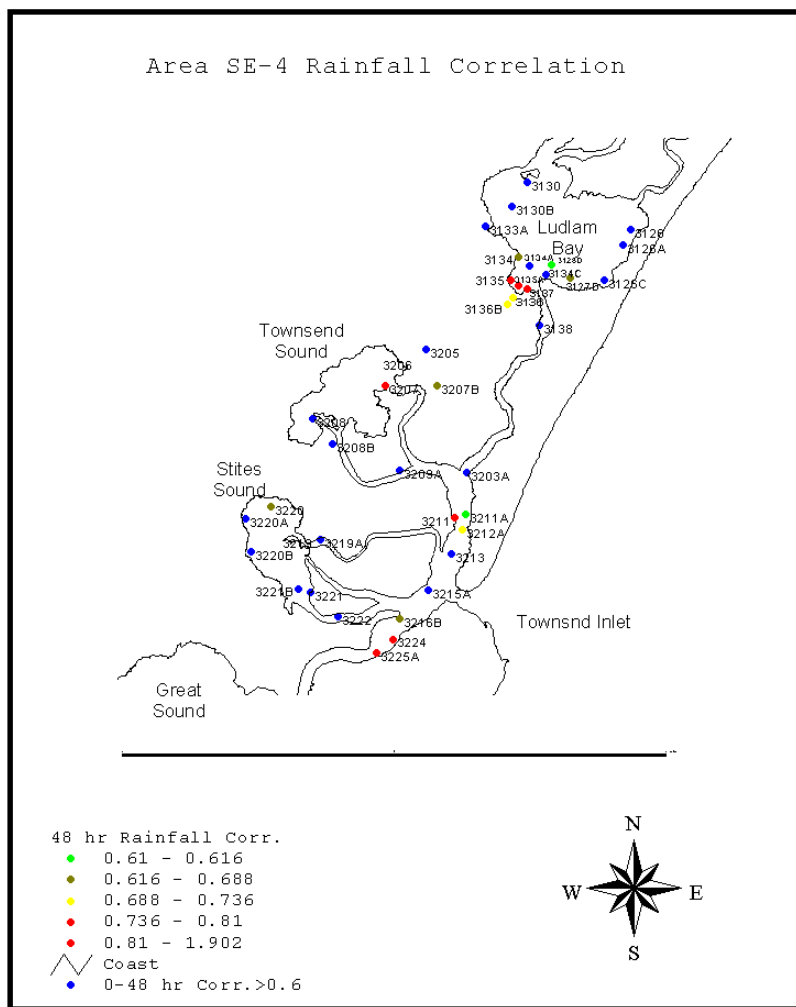 Area SE-4 Rainfall Correlation
3130
3130B
3133A
Ludlam
Bay
3126
3126A
3134
3134A
3128D
3134C
3127B
3126C
3135
3135A
3137
3136
3136B
3138
Townsend
Sound
3205
3206
3207
3207B
3208
3208B
3209A
3203A
Stites
Sound
3220
3220A
3211
3211A
3212A
3219
3219A
3220B
3213
3221B
3221
3215A
3222
3216B
Townsnd Inlet
3224
3225A
Great
Sound
48 hr Rainfall Corr.
0.61 - 0.616
0.616 - 0.688
0.688 - 0.736
0.736 - 0.81
0.81 - 1.902
Coast
0-48 hr Corr.>0.6
N
W E
S